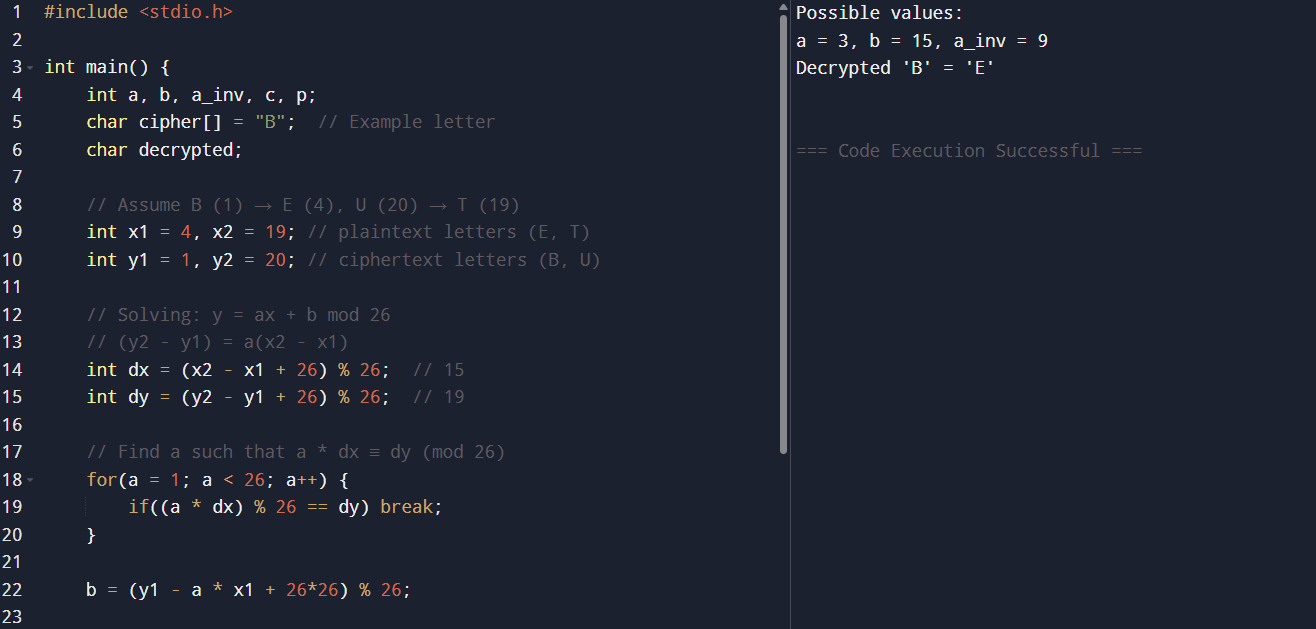 1 #include <stdio.h>
2
3 int main() {
4 int a, b, a_inv, c, p;
5 char cipher[] = "B"; // Example letter
6 char decrypted;
7
8 // Assume B (1) → E (4), U (20) → T (19)
9 int x1 = 4, x2 = 19; // plaintext letters (E, T)
10 int y1 = 1, y2 = 20; // ciphertext letters (B, U)
11
12 // Solving: y = ax + b mod 26
13 // (y2 - y1) = a(x2 - x1)
14 int dx = (x2 - x1 + 26) % 26; // 15
15 int dy = (y2 - y1 + 26) % 26; // 19
16
17 // Find a such that a * dx ≡ dy (mod 26)
18 for(a = 1; a < 26; a++) {
19 if((a * dx) % 26 == dy) break;
20 }
21
22 b = (y1 - a * x1 + 26*26) % 26;
23
Possible values:
a = 3, b = 15, a_inv = 9
Decrypted 'B' = 'E'
=== Code Execution Successful ===